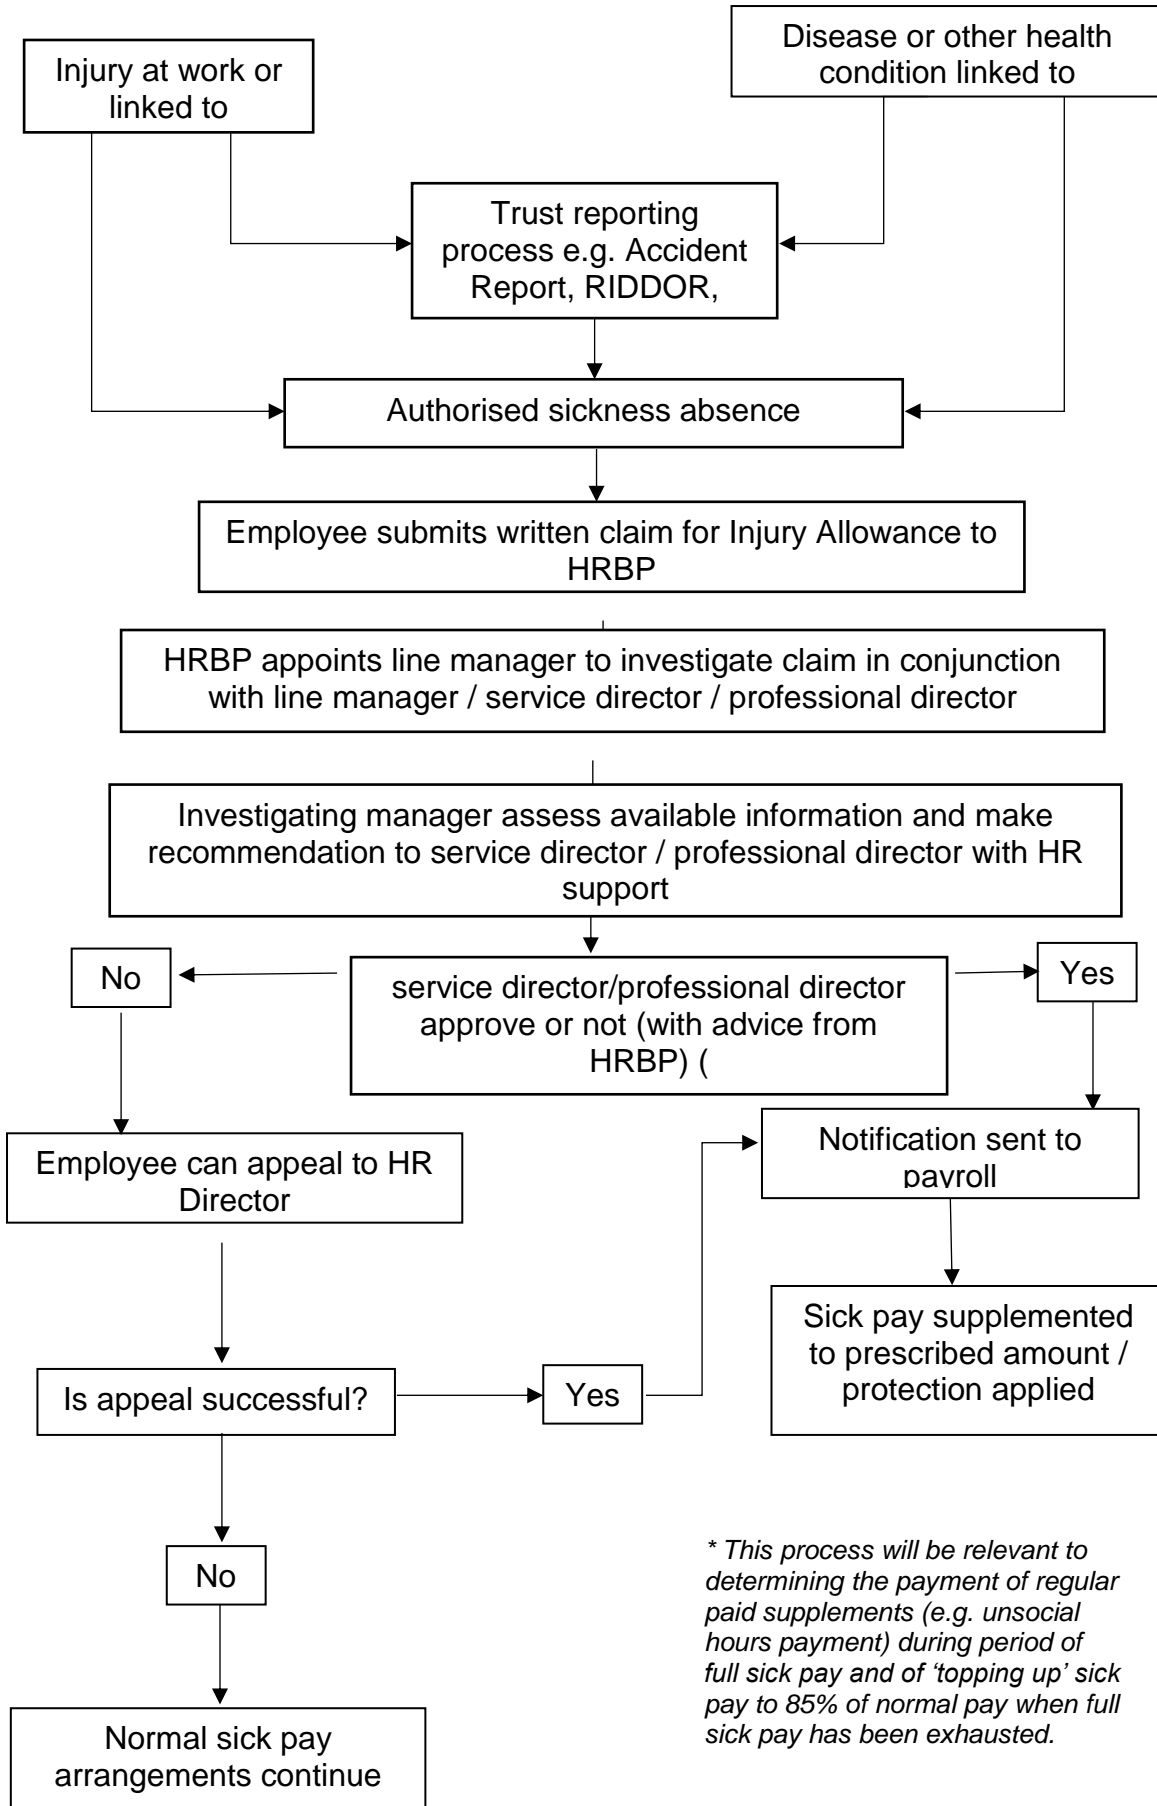 Injury at work or
linked to
Disease or other health
condition linked to
Trust reporting
process e.g. Accident
Report, RIDDOR,
Authorised sickness absence
Employee submits written claim for Injury Allowance to
HRBP
HRBP appoints line manager to investigate claim in conjunction
with line manager / service director / professional director
Investigating manager assess available information and make
recommendation to service director / professional director with HR
support
No
service director/professional director
approve or not (with advice from
HRBP) (
Yes
Employee can appeal to HR
Director
Notification sent to
payroll
Sick pay supplemented
to prescribed amount /
protection applied
Is appeal successful?
Yes
No
Normal sick pay
arrangements continue
* This process will be relevant to
determining the payment of regular
paid supplements (e.g. unsocial
hours payment) during period of
full sick pay and of ‘topping up’ sick
pay to 85% of normal pay when full
sick pay has been exhausted.